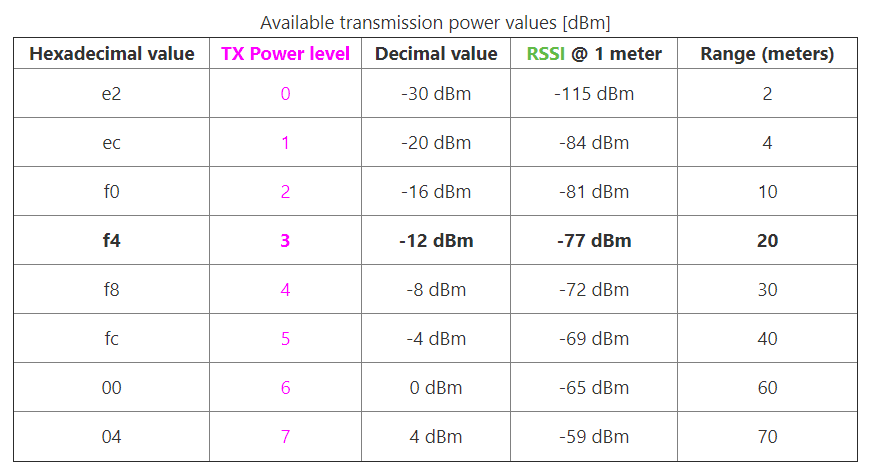 Available transmission power values [dBm]
Hexadecimal value TX Power level Decimal value RSSI @ 1 meter Range (meters)
e2 0 -30 dBm -115 dBm 2
ec 1 -20 dBm -84 dBm 4
f0 2 -16 dBm -81 dBm 10
f4 3 -12 dBm -77 dBm 20
f8 4 -8 dBm -72 dBm 30
fc 5 -4 dBm -69 dBm 40
00 6 0 dBm -65 dBm 60
04 7 4 dBm -59 dBm 70